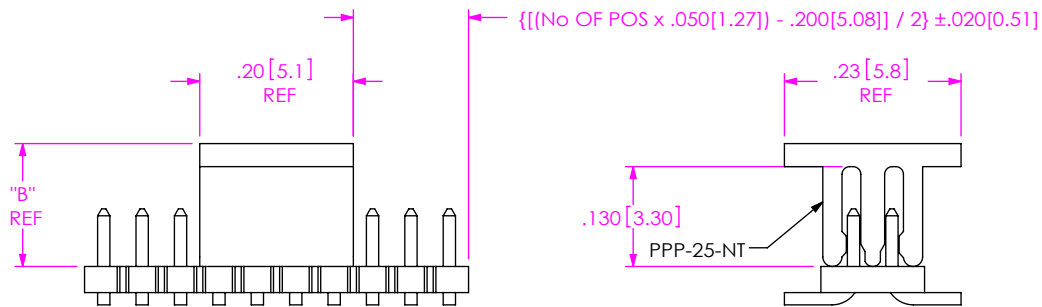 {[(No OF POS x .050[1.27]) - .200[5.08]] / 2} ±.020[0.51]
.20[5.1]
REF
.23[5.8]
REF
"B"
REF
.130[3.30]
PPP-25-NT